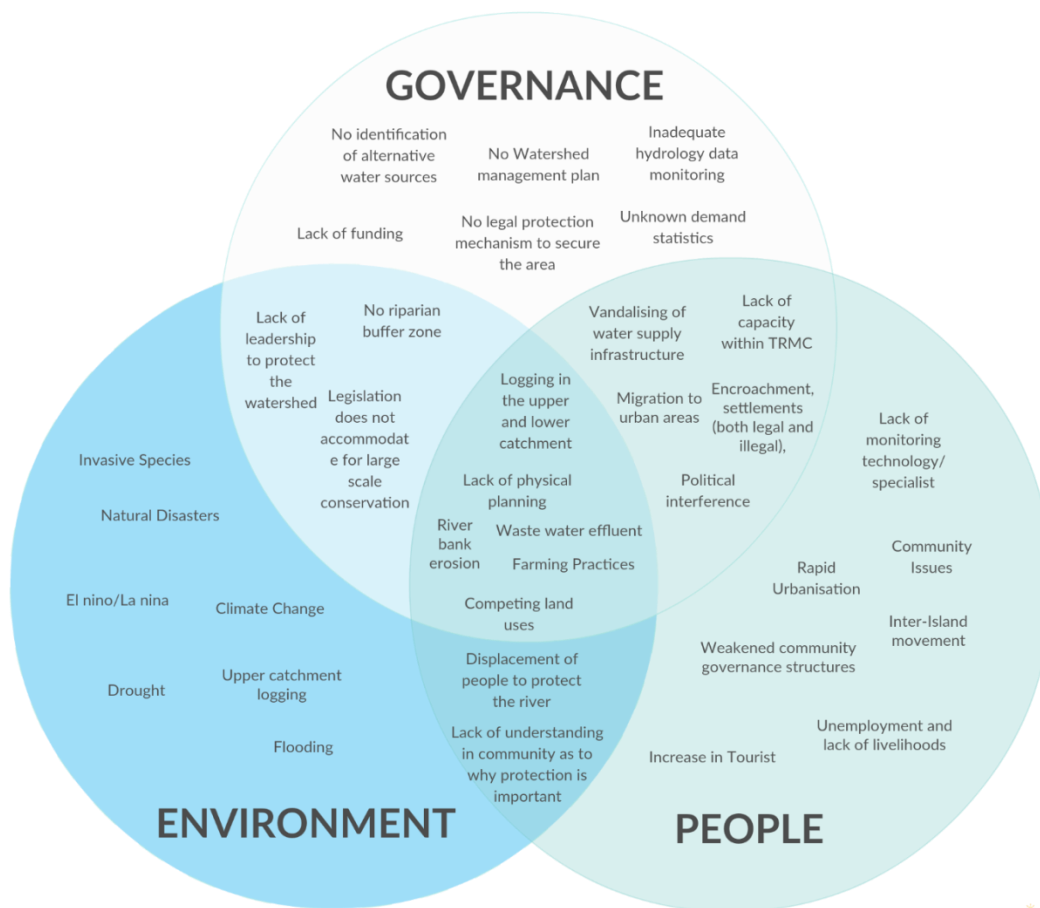 GOVERNANCE
No identification
of alternative
water sources
No Watershed
management plan
Inadequate
hydrology data
monitoring
Lack of funding
No legal protection
mechanism to secure
the area
Unknown demand
statistics
Lack of
leadership
to protect
the
watershed
No riparian
buffer zone
Legislation
does not
accommodat
e for large
scale
conservation
Vandalising of
water supply
infrastructure
Lack of
capacity
within TRMC
Migration to
urban areas
Encroachment,
settlements
(both legal and
illegal),
Political
interference
Logging in
the upper
and lower
catchment
Lack of physical
planning
River
bank
erosion
Waste water effluent
Farming Practices
Competing land
uses
Displacement of
people to protect
the river
Lack of understanding
in community as to
why protection is
important
Invasive Species
Natural Disasters
El nino/La nina
Climate Change
Drought
Upper catchment
logging
Flooding
ENVIRONMENT
Lack of
monitoring
technology/
specialist
Community
Issues
Rapid
Urbanisation
Inter-Island
movement
Weakened community
governance structures
Unemployment and
lack of livelihoods
Increase in Tourist
PEOPLE